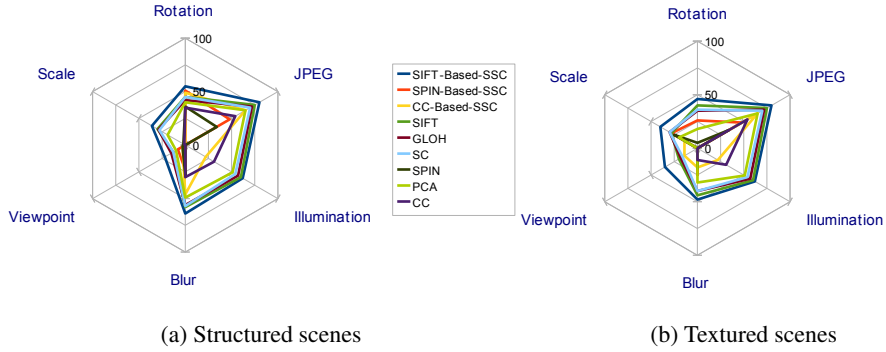 Rotation
100
JPEG
50
0
Scale
Viewpoint
Blur
Illumination
SIFT-Based-SSC
SPIN-Based-SSC
CC-Based-SSC
SIFT
GLOH
SC
SPIN
PCA
CC
Rotation
100
JPEG
50
0
Scale
Viewpoint
Blur
Illumination
(a) Structured scenes
(b) Textured scenes